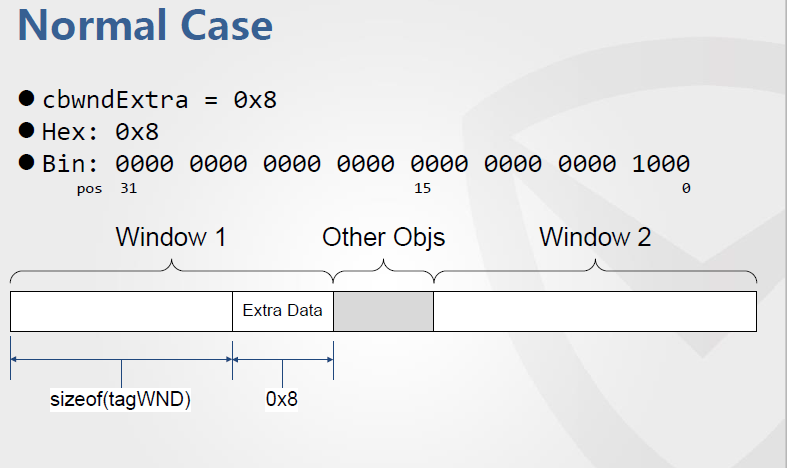 Normal Case
● cbwndExtra = 0x8
● Hex: 0x8
● Bin: 0000 0000 0000 0000 0000 0000 0000 1000
pos 31 15 0
Window 1 Other Objs Window 2
Extra Data
sizeof(tagWND) 0x8